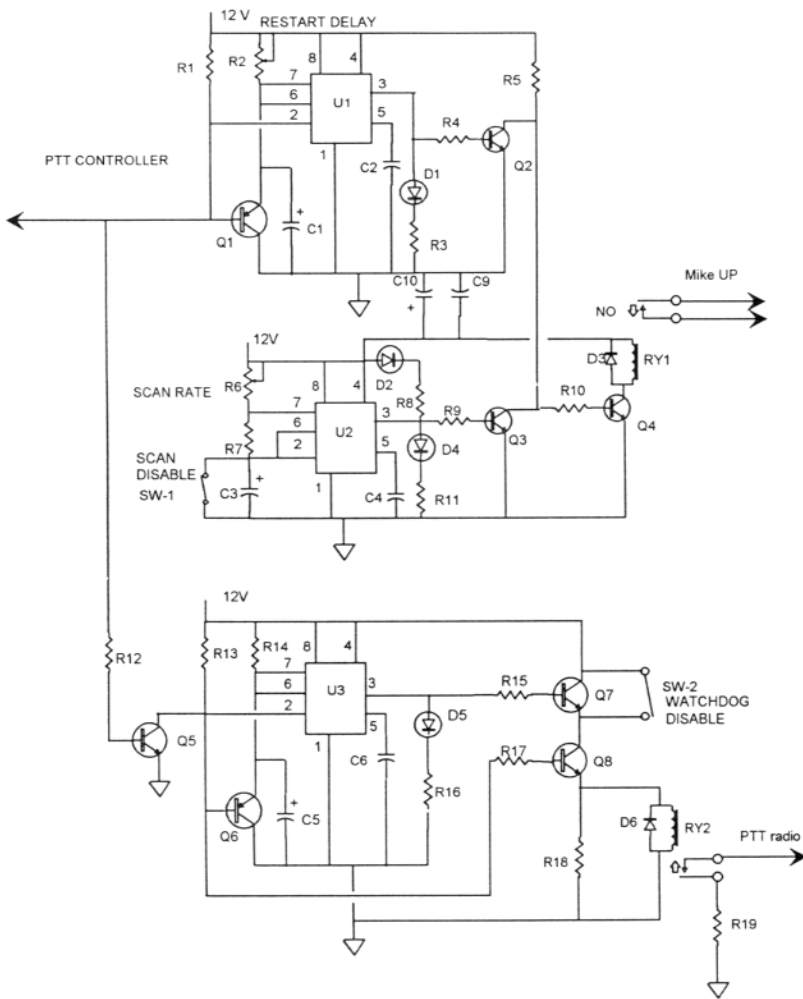 12 V
RESTART DELAY
R1
R2
8
4
7
3
6
U1
5
2
1
R5
R4
Q2
C2
D1
PTT CONTROLLER
Q1
+
C1
R3
C10
+
C9
Mike UP
NO
D3
RY1
12V
SCAN RATE
R6
8
4
D2
7
3
R8
R9
R10
6
U2
5
2
Q3
Q4
R7
D4
SCAN
DISABLE
SW-1
C3
+
1
C4
R11
12V
R12
R13
R14
8
4
7
3
6
U3
5
2
1
R15
Q7
SW-2
WATCHDOG
DISABLE
D5
Q5
C6
R17
Q8
R16
Q6
+
C5
D6
RY2
R18
PTT radio
R19